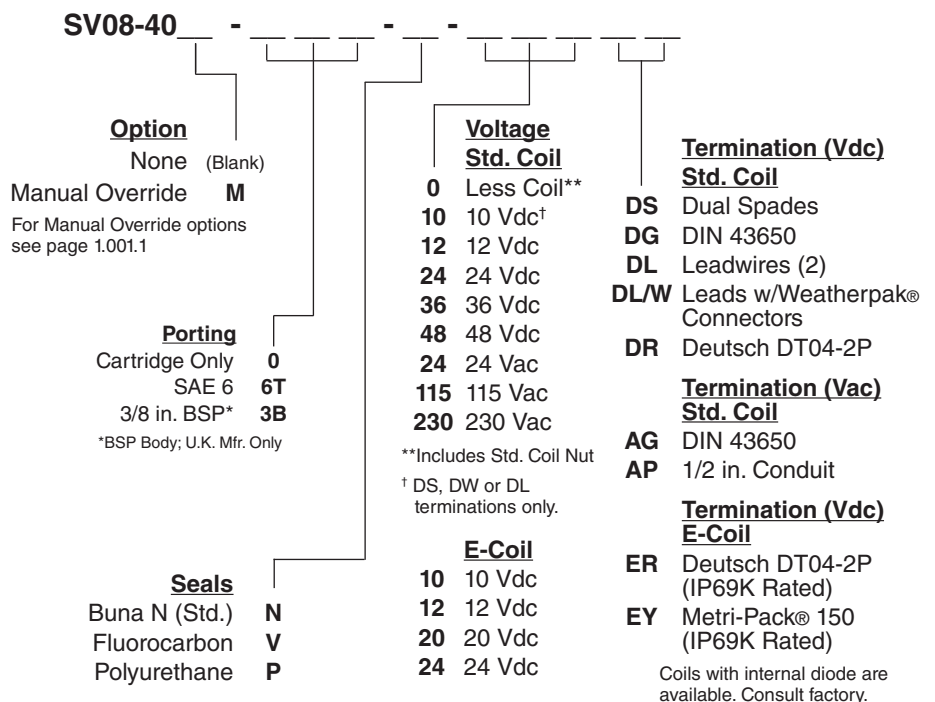 SV08-40__ - __ __ __ - __ - __ __ __ __ __
Option
None (Blank)
Manual Override M
For Manual Override options
see page 1.001.1
Porting
Cartridge Only 0
SAE 6 6T
3/8 in. BSP* 3B
*BSP Body; U.K. Mfr. Only
Seals
Buna N (Std.) N
Fluorocarbon V
Polyurethane P
Voltage
Std. Coil
0 Less Coil**
10 10 Vdc†
12 12 Vdc
24 24 Vdc
36 36 Vdc
48 48 Vdc
24 24 Vac
115 115 Vac
230 230 Vac
**Includes Std. Coil Nut
† DS, DW or DL
terminations only.
E-Coil
10 10 Vdc
12 12 Vdc
20 20 Vdc
24 24 Vdc
Termination (Vdc)
Std. Coil
DS Dual Spades
DG DIN 43650
DL Leadwires (2)
DL/W Leads w/Weatherpak®
Connectors
DR Deutsch DT04-2P
Termination (Vac)
Std. Coil
AG DIN 43650
AP 1/2 in. Conduit
Termination (Vdc)
E-Coil
ER Deutsch DT04-2P
(IP69K Rated)
EY Metri-Pack® 150
(IP69K Rated)
Coils with internal diode are
available. Consult factory.